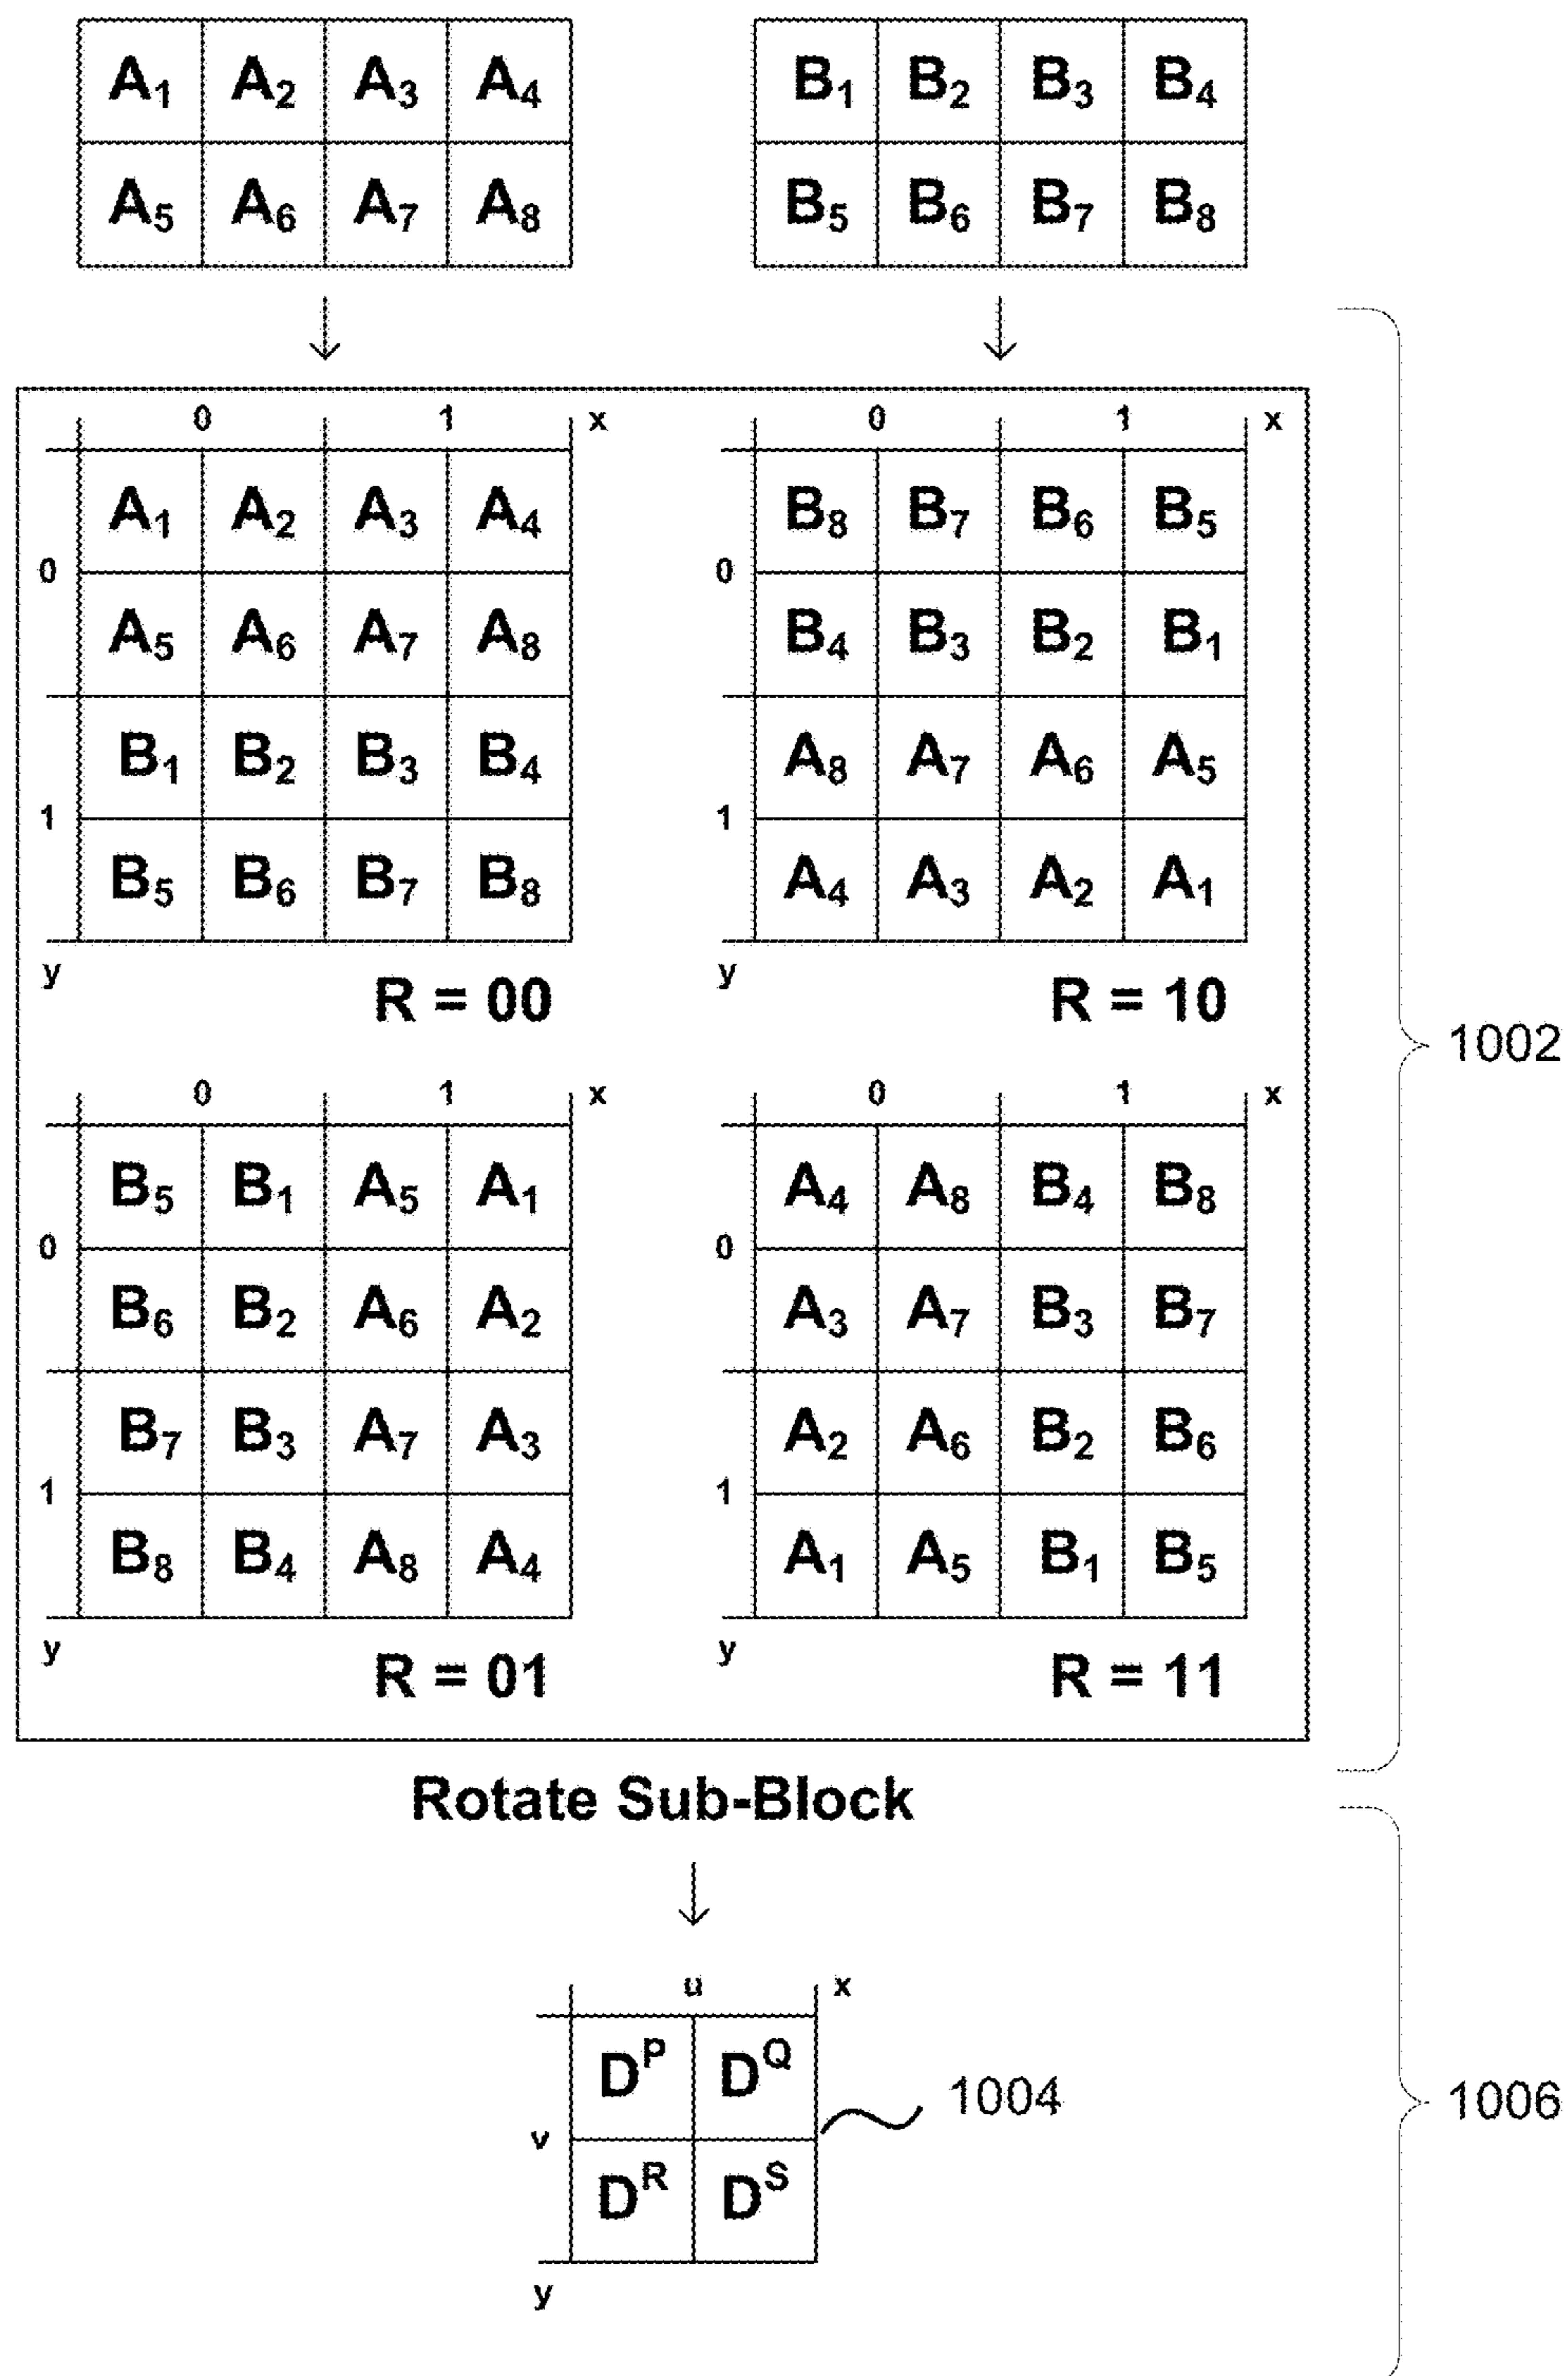 A1 A2 A3 A4 B1 B2 B3 B4
A5 A6 A7 A8 B5 B6 B7 B8
0 1 x 0 1 x
A1 A2 A3 A4 B8 B7 B6 B5
0 0
A5 A6 A7 A8 B4 B3 B2 B1
B1 B2 B3 B4 A8 A7 A6 A5
1 1
B5 B6 B7 B8 A4 A3 A2 A1
y y
R = 00 R = 10
1002
0 1 x 0 1 x
B5 B1 A5 A1 A4 A8 B4 B8
0 0
B6 B2 A6 A2 A3 A7 B3 B7
B7 B3 A7 A3 A2 A6 B2 B6
1 1
B8 B4 A8 A4 A1 A5 B1 B5
y y
R = 01 R = 11
Rotate Sub-Block
u x
D^P D^Q
1004
v
1006
D^R D^S
y